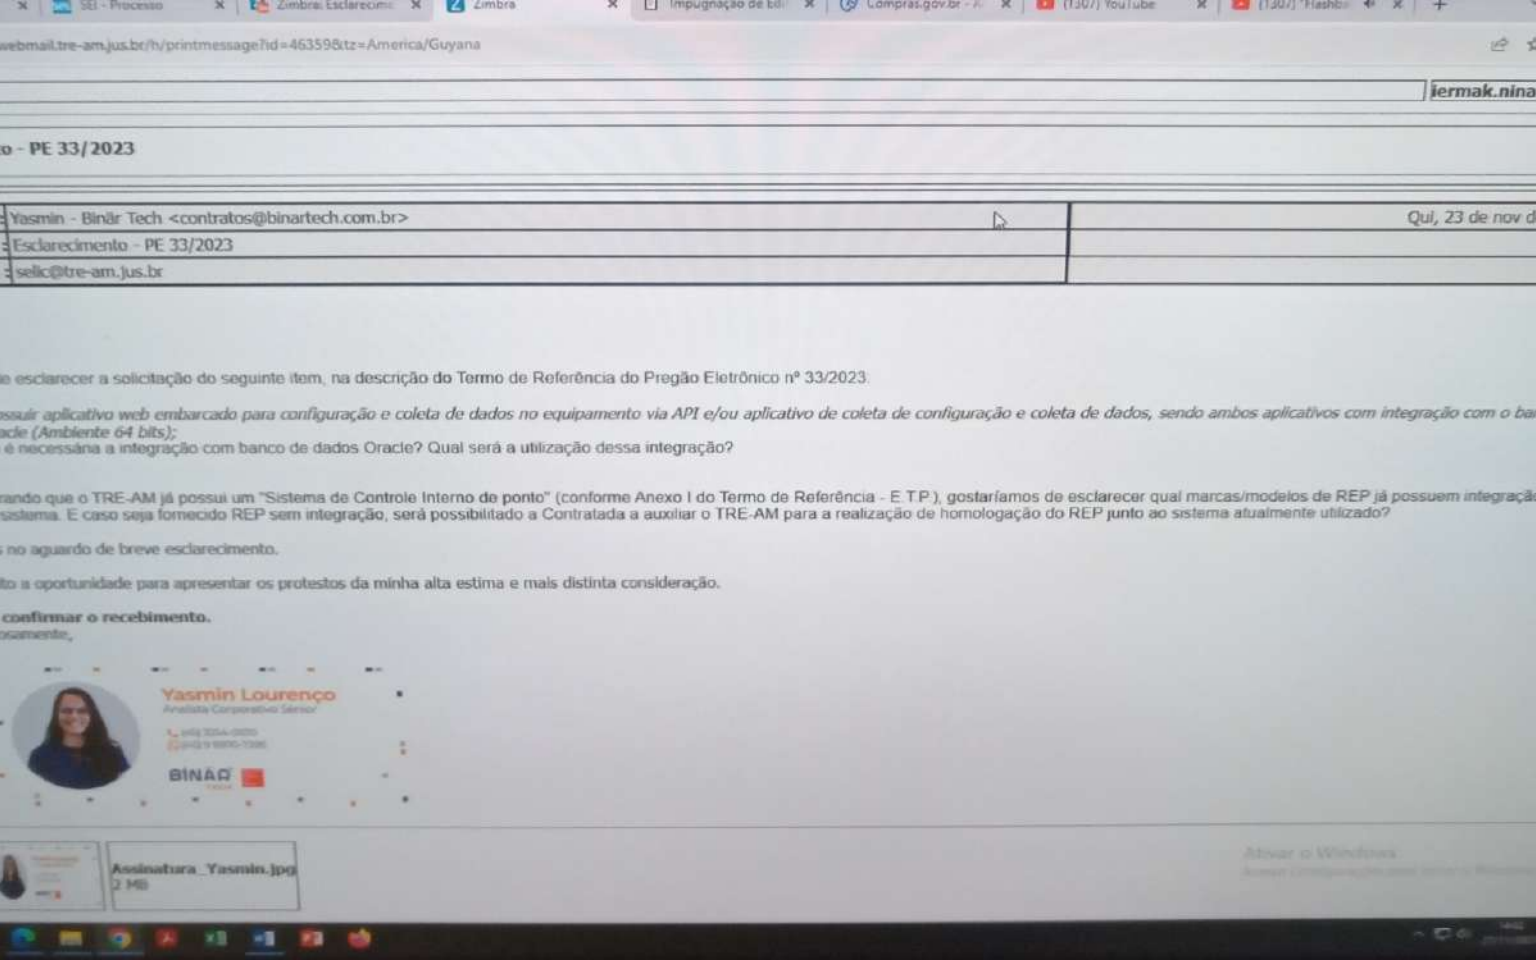 SEI - Processo
Zimbra: Esclarecime
Zimbra
Impugnação de Edi
Compras.gov.br - A
(1307) YouTube
(1307) "Flashba
webmail.tre-am.jus.br/h/printmessage?id=46359&tz=America/Guyana
iermak.nina
o - PE 33/2023
Yasmin - Binär Tech <contratos@binartech.com.br>
Qui, 23 de nov d
Esclarecimento - PE 33/2023
selic@tre-am.jus.br
e esclarecer a solicitação do seguinte item, na descrição do Termo de Referência do Pregão Eletrônico nº 33/2023:
ossuir aplicativo web embarcado para configuração e coleta de dados no equipamento via API e/ou aplicativo de coleta de configuração e coleta de dados, sendo ambos aplicativos com integração com o ba
acle (Ambiente 64 bits);
é necessária a integração com banco de dados Oracle? Qual será a utilização dessa integração?
rando que o TRE-AM já possui um "Sistema de Controle Interno de ponto" (conforme Anexo I do Termo de Referência - E.T.P.), gostaríamos de esclarecer qual marcas/modelos de REP já possuem integraçã
sistema. E caso seja fornecido REP sem integração, será possibilitado a Contratada a auxiliar o TRE-AM para a realização de homologação do REP junto ao sistema atualmente utilizado?
s no aguardo de breve esclarecimento.
ito a oportunidade para apresentar os protestos da minha alta estima e mais distinta consideração.
confirmar o recebimento.
osamente,
Yasmin Lourenço
Analista Corporativo Sênior
BINÄR
TECH
Assinatura_Yasmin.jpg
2 MB
Ativar o Windows